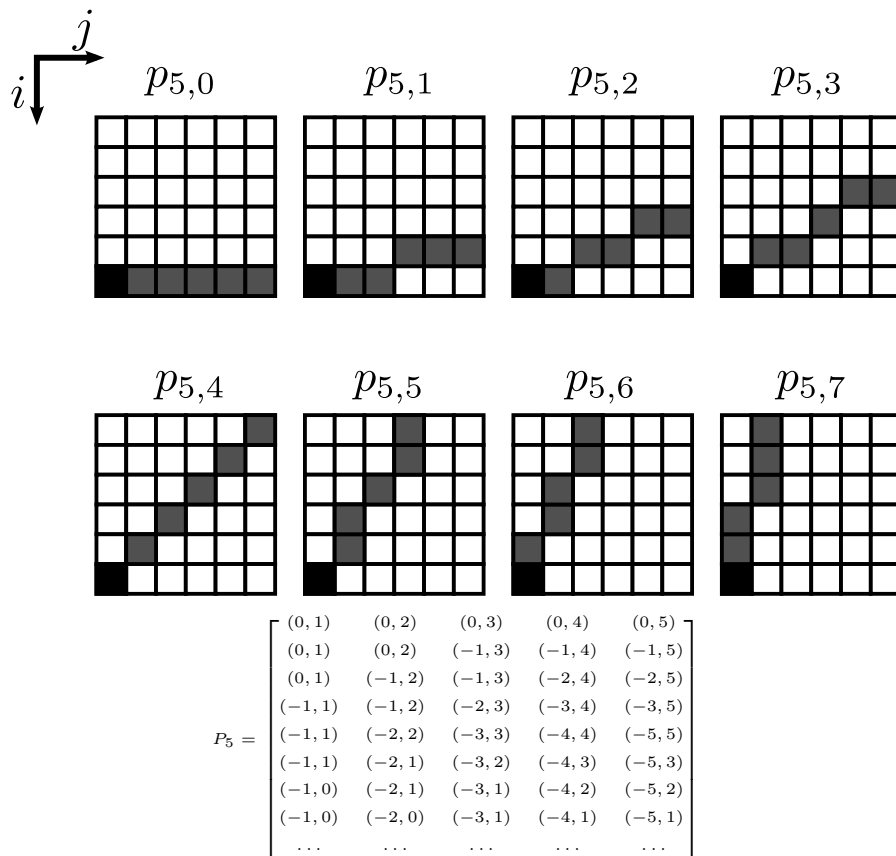 j
i
p5,0 p5,1 p5,2 p5,3
p5,4 p5,5 p5,6 p5,7
(0, 1) (0, 2) (0, 3) (0, 4) (0, 5)
(0, 1) (0, 2) (−1, 3) (−1, 4) (−1, 5)
(0, 1) (−1, 2) (−1, 3) (−2, 4) (−2, 5)
(−1, 1) (−1, 2) (−2, 3) (−3, 4) (−3, 5)
P5 = (−1, 1) (−2, 2) (−3, 3) (−4, 4) (−5, 5)
(−1, 1) (−2, 1) (−3, 2) (−4, 3) (−5, 3)
(−1, 0) (−2, 1) (−3, 1) (−4, 2) (−5, 2)
(−1, 0) (−2, 0) (−3, 1) (−4, 1) (−5, 1)
... ... ... ... ...